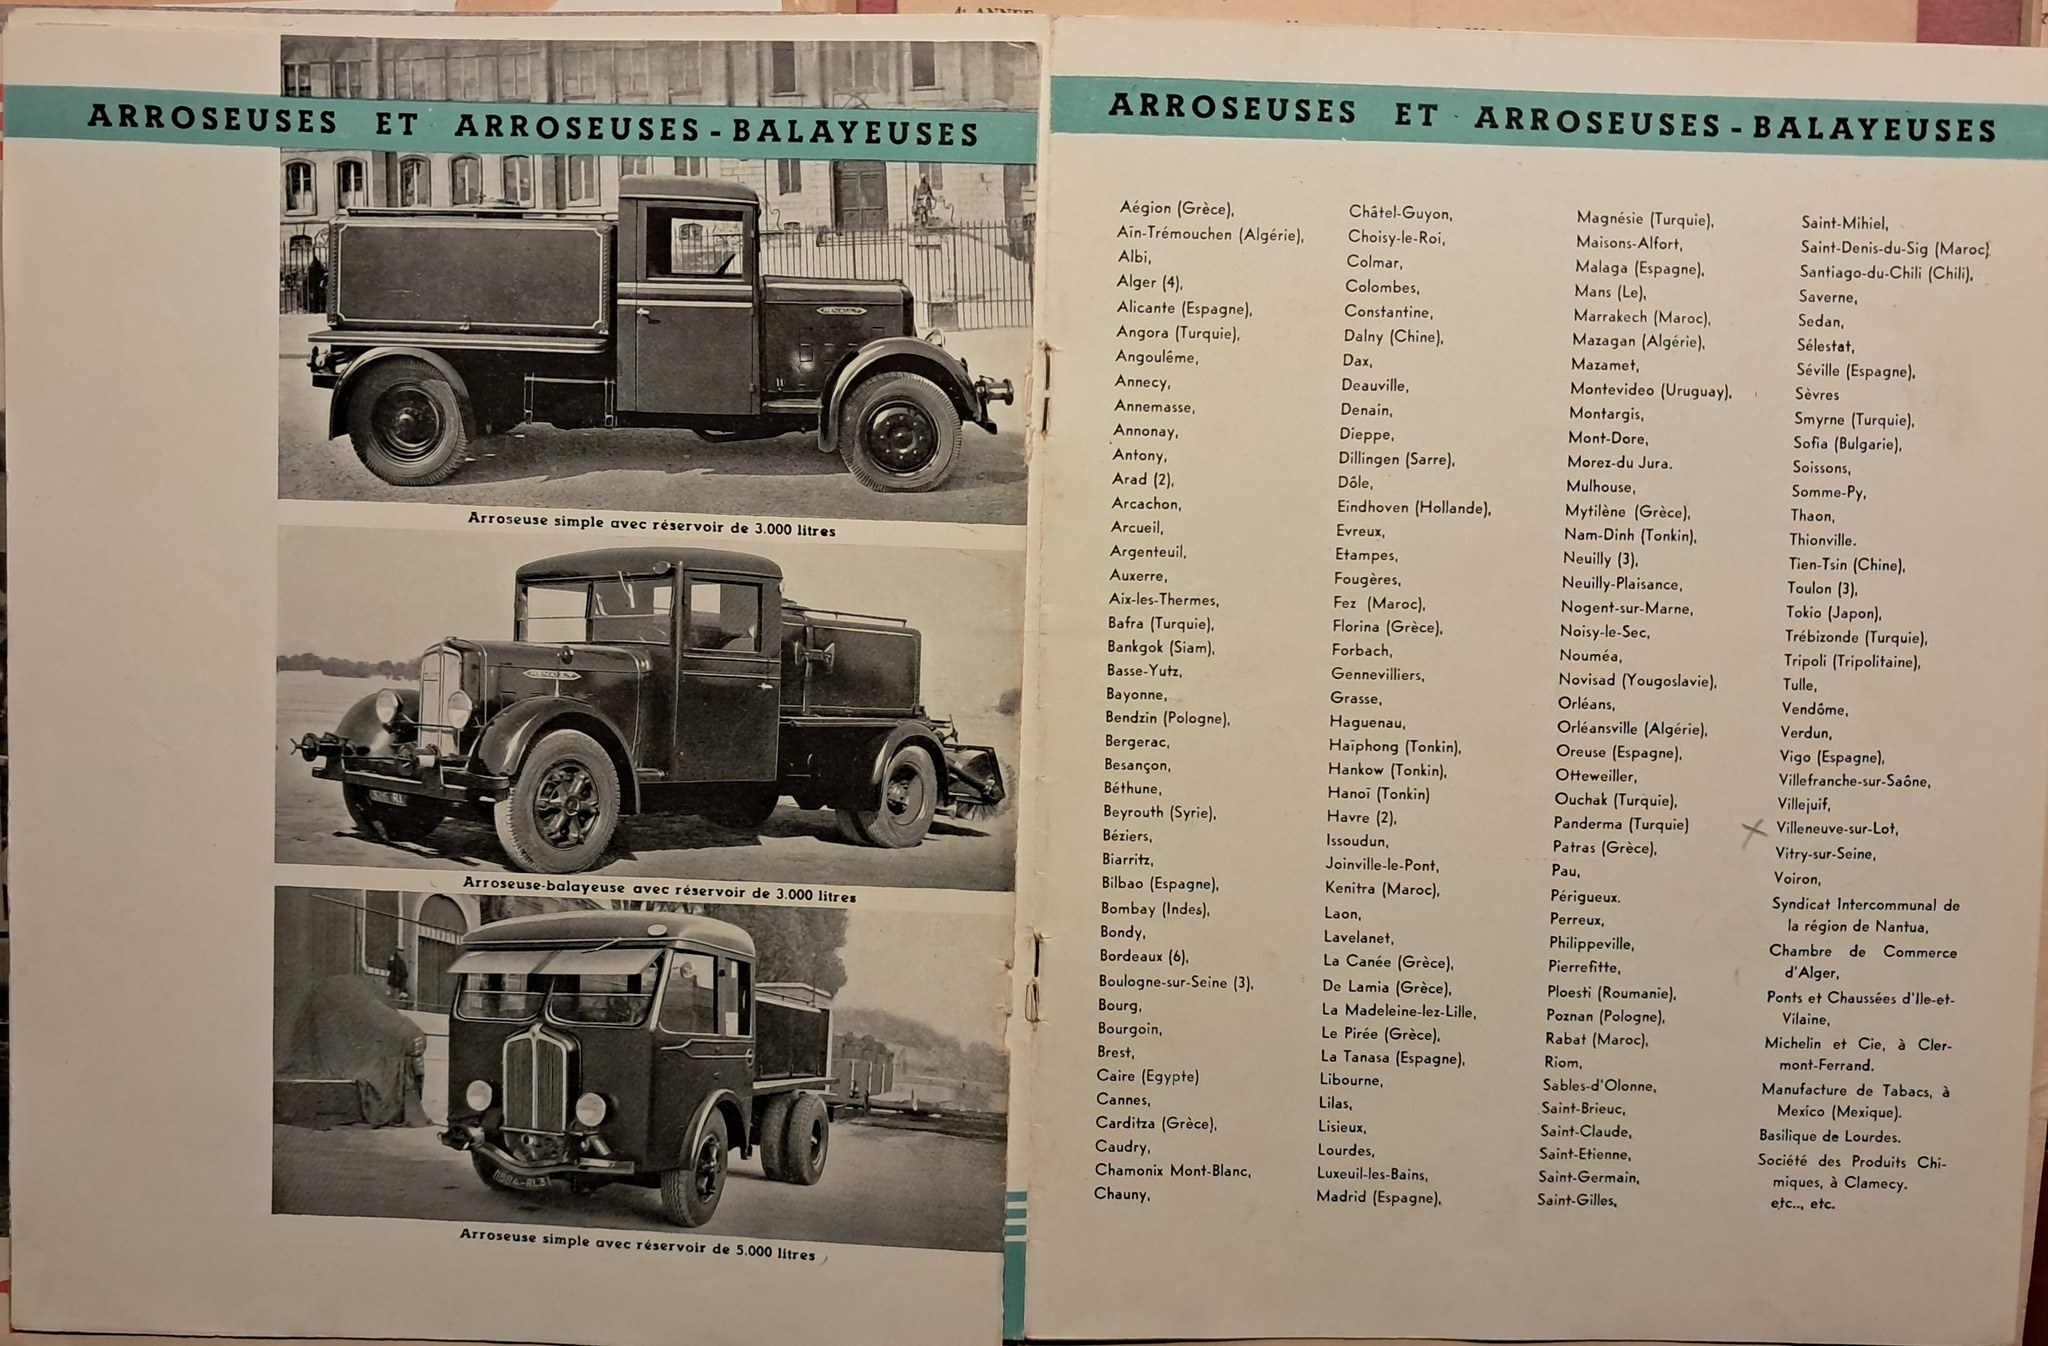 4e ANNEE
ARROSEUSES ET ARROSEUSES-BALAYEUSES
RENAULT
Arroseuse simple avec réservoir de 3.000 litres
RENAULT
Arroseuse-balayeuse avec réservoir de 3.000 litres
Arroseuse simple avec réservoir de 5.000 litres
ARROSEUSES ET ARROSEUSES-BALAYEUSES
Aégion (Grèce),
Aïn-Trémouchen (Algérie),
Albi,
Alger (4),
Alicante (Espagne),
Angora (Turquie),
Angoulême,
Annecy,
Annemasse,
Annonay,
Antony,
Arad (2),
Arcachon,
Arcueil,
Argenteuil,
Auxerre,
Aix-les-Thermes,
Bafra (Turquie),
Bankgok (Siam),
Basse-Yutz,
Bayonne,
Bendzin (Pologne),
Bergerac,
Besançon,
Béthune,
Beyrouth (Syrie),
Béziers,
Biarritz,
Bilbao (Espagne),
Bombay (Indes),
Bondy,
Bordeaux (6),
Boulogne-sur-Seine (3),
Bourg,
Bourgoin,
Brest,
Caire (Egypte)
Cannes,
Carditza (Grèce),
Caudry,
Chamonix Mont-Blanc,
Chauny,
Châtel-Guyon,
Choisy-le-Roi,
Colmar,
Colombes,
Constantine,
Dalny (Chine),
Dax,
Deauville,
Denain,
Dieppe,
Dillingen (Sarre),
Dôle,
Eindhoven (Hollande),
Evreux,
Etampes,
Fougères,
Fez (Maroc),
Florina (Grèce),
Forbach,
Gennevilliers,
Grasse,
Haguenau,
Haïphong (Tonkin),
Hankow (Tonkin),
Hanoï (Tonkin)
Havre (2),
Issoudun,
Joinville-le-Pont,
Kenitra (Maroc),
Laon,
Lavelanet,
La Canée (Grèce),
De Lamia (Grèce),
La Madeleine-lez-Lille,
Le Pirée (Grèce),
La Tanasa (Espagne),
Libourne,
Lilas,
Lisieux,
Lourdes,
Luxeuil-les-Bains,
Madrid (Espagne),
Magnésie (Turquie),
Maisons-Alfort,
Malaga (Espagne),
Mans (Le),
Marrakech (Maroc),
Mazagan (Algérie),
Mazamet,
Montevideo (Uruguay),
Montargis,
Mont-Dore,
Morez-du Jura.
Mulhouse,
Mytilène (Grèce),
Nam-Dinh (Tonkin),
Neuilly (3),
Neuilly-Plaisance,
Nogent-sur-Marne,
Noisy-le-Sec,
Nouméa,
Novisad (Yougoslavie),
Orléans,
Orléansville (Algérie),
Oreuse (Espagne),
Otteweiller,
Ouchak (Turquie),
Panderma (Turquie)
Patras (Grèce),
Pau,
Périgueux.
Perreux,
Philippeville,
Pierrefitte,
Ploesti (Roumanie),
Poznan (Pologne),
Rabat (Maroc),
Riom,
Sables-d'Olonne,
Saint-Brieuc,
Saint-Claude,
Saint-Etienne,
Saint-Germain,
Saint-Gilles,
Saint-Mihiel,
Saint-Denis-du-Sig (Maroc)
Santiago-du-Chili (Chili),
Saverne,
Sedan,
Sélestat,
Séville (Espagne),
Sèvres
Smyrne (Turquie),
Sofia (Bulgarie),
Soissons,
Somme-Py,
Thaon,
Thionville.
Tien-Tsin (Chine),
Toulon (3),
Tokio (Japon),
Trébizonde (Turquie),
Tripoli (Tripolitaine),
Tulle,
Vendôme,
Verdun,
Vigo (Espagne),
Villefranche-sur-Saône,
Villejuif,
Villeneuve-sur-Lot,
Vitry-sur-Seine,
Voiron,
Syndicat Intercommunal de
la région de Nantua,
Chambre de Commerce
d'Alger,
Ponts et Chaussées d'Ile-et-
Vilaine,
Michelin et Cie, à Cler-
mont-Ferrand.
Manufacture de Tabacs, à
Mexico (Mexique).
Basilique de Lourdes.
Société des Produits Chi-
miques, à Clamecy.
etc.., etc.